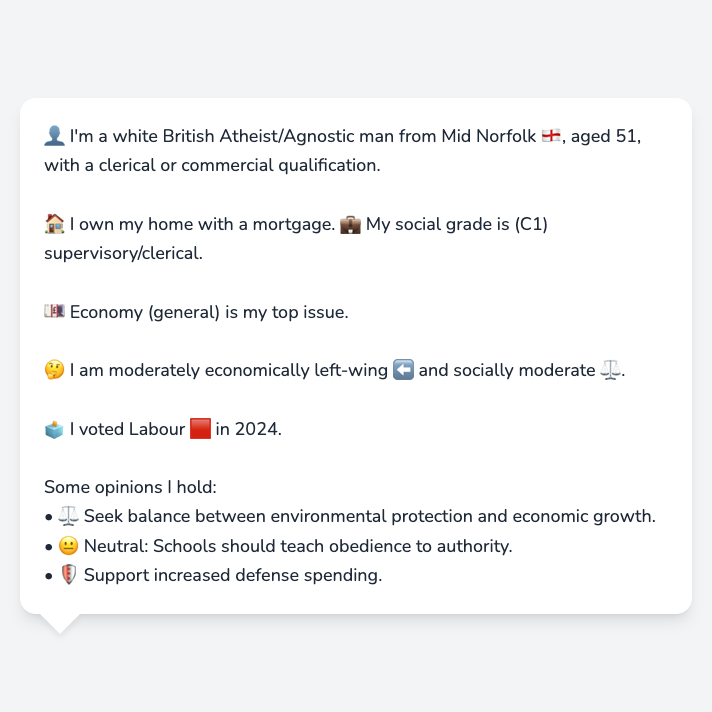 👤 I'm a white British Atheist/Agnostic man from Mid Norfolk 🏴󠁧󠁢󠁥󠁮󠁧󠁿, aged 51,
with a clerical or commercial qualification.
🏠 I own my home with a mortgage. 💼 My social grade is (C1)
supervisory/clerical.
💷 Economy (general) is my top issue.
🤔 I am moderately economically left-wing ⬅️ and socially moderate ⚖️.
🗳️ I voted Labour 🟥 in 2024.
Some opinions I hold:
• ⚖️ Seek balance between environmental protection and economic growth.
• 😐 Neutral: Schools should teach obedience to authority.
• 🛡️ Support increased defense spending.